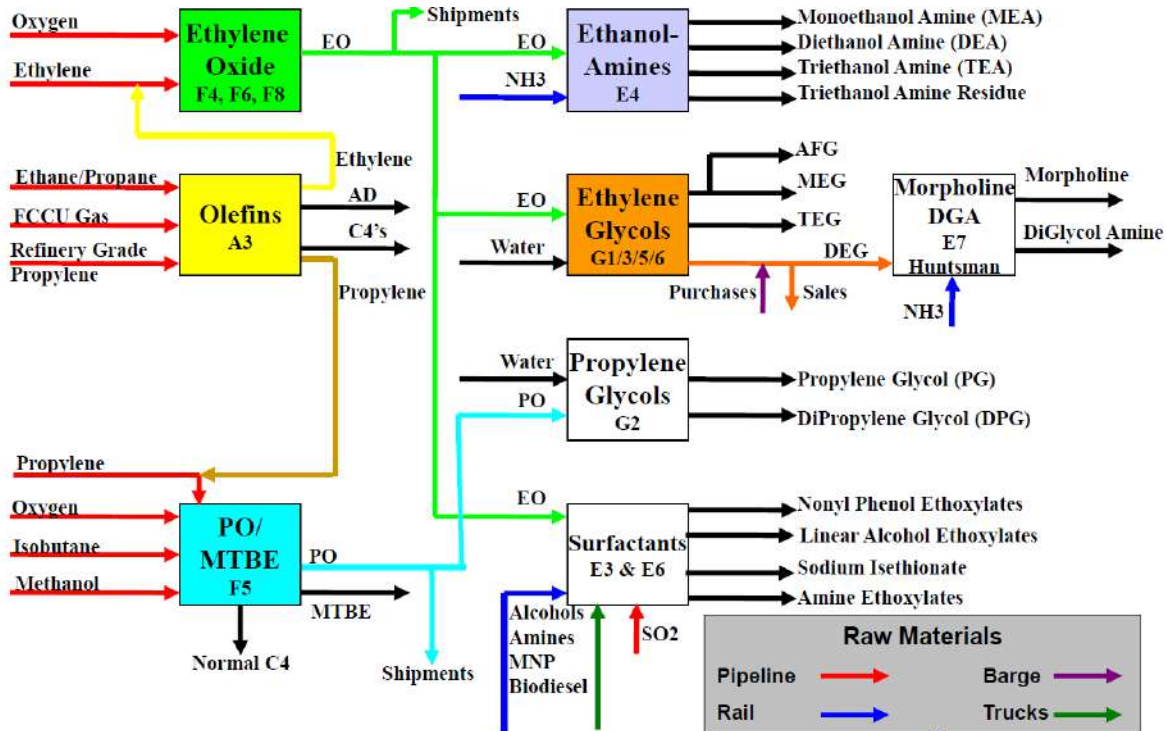 Oxygen
Ethylene
Ethylene
Oxide
F4, F6, F8
EO
Shipments
EO
NH3
Ethanol-
Amines
E4
Monoethanol Amine (MEA)
Diethanol Amine (DEA)
Triethanol Amine (TEA)
Triethanol Amine Residue
Ethylene
Ethane/Propane
FCCU Gas
Refinery Grade
Propylene
Olefins
A3
AD
C4's
Propylene
EO
Water
Ethylene
Glycols
G1/3/5/6
AFG
MEG
TEG
DEG
Purchases
Sales
Morpholine
DGA
E7
Huntsman
NH3
Morpholine
DiGlycol Amine
Water
PO
Propylene
Glycols
G2
Propylene Glycol (PG)
DiPropylene Glycol (DPG)
Propylene
Oxygen
Isobutane
Methanol
PO/
MTBE
F5
PO
MTBE
Normal C4
Shipments
EO
Surfactants
E3 & E6
Alcohols
Amines
MNP
Biodiesel
SO2
Nonyl Phenol Ethoxylates
Linear Alcohol Ethoxylates
Sodium Isethionate
Amine Ethoxylates
Raw Materials
Pipeline
Barge
Rail
Trucks